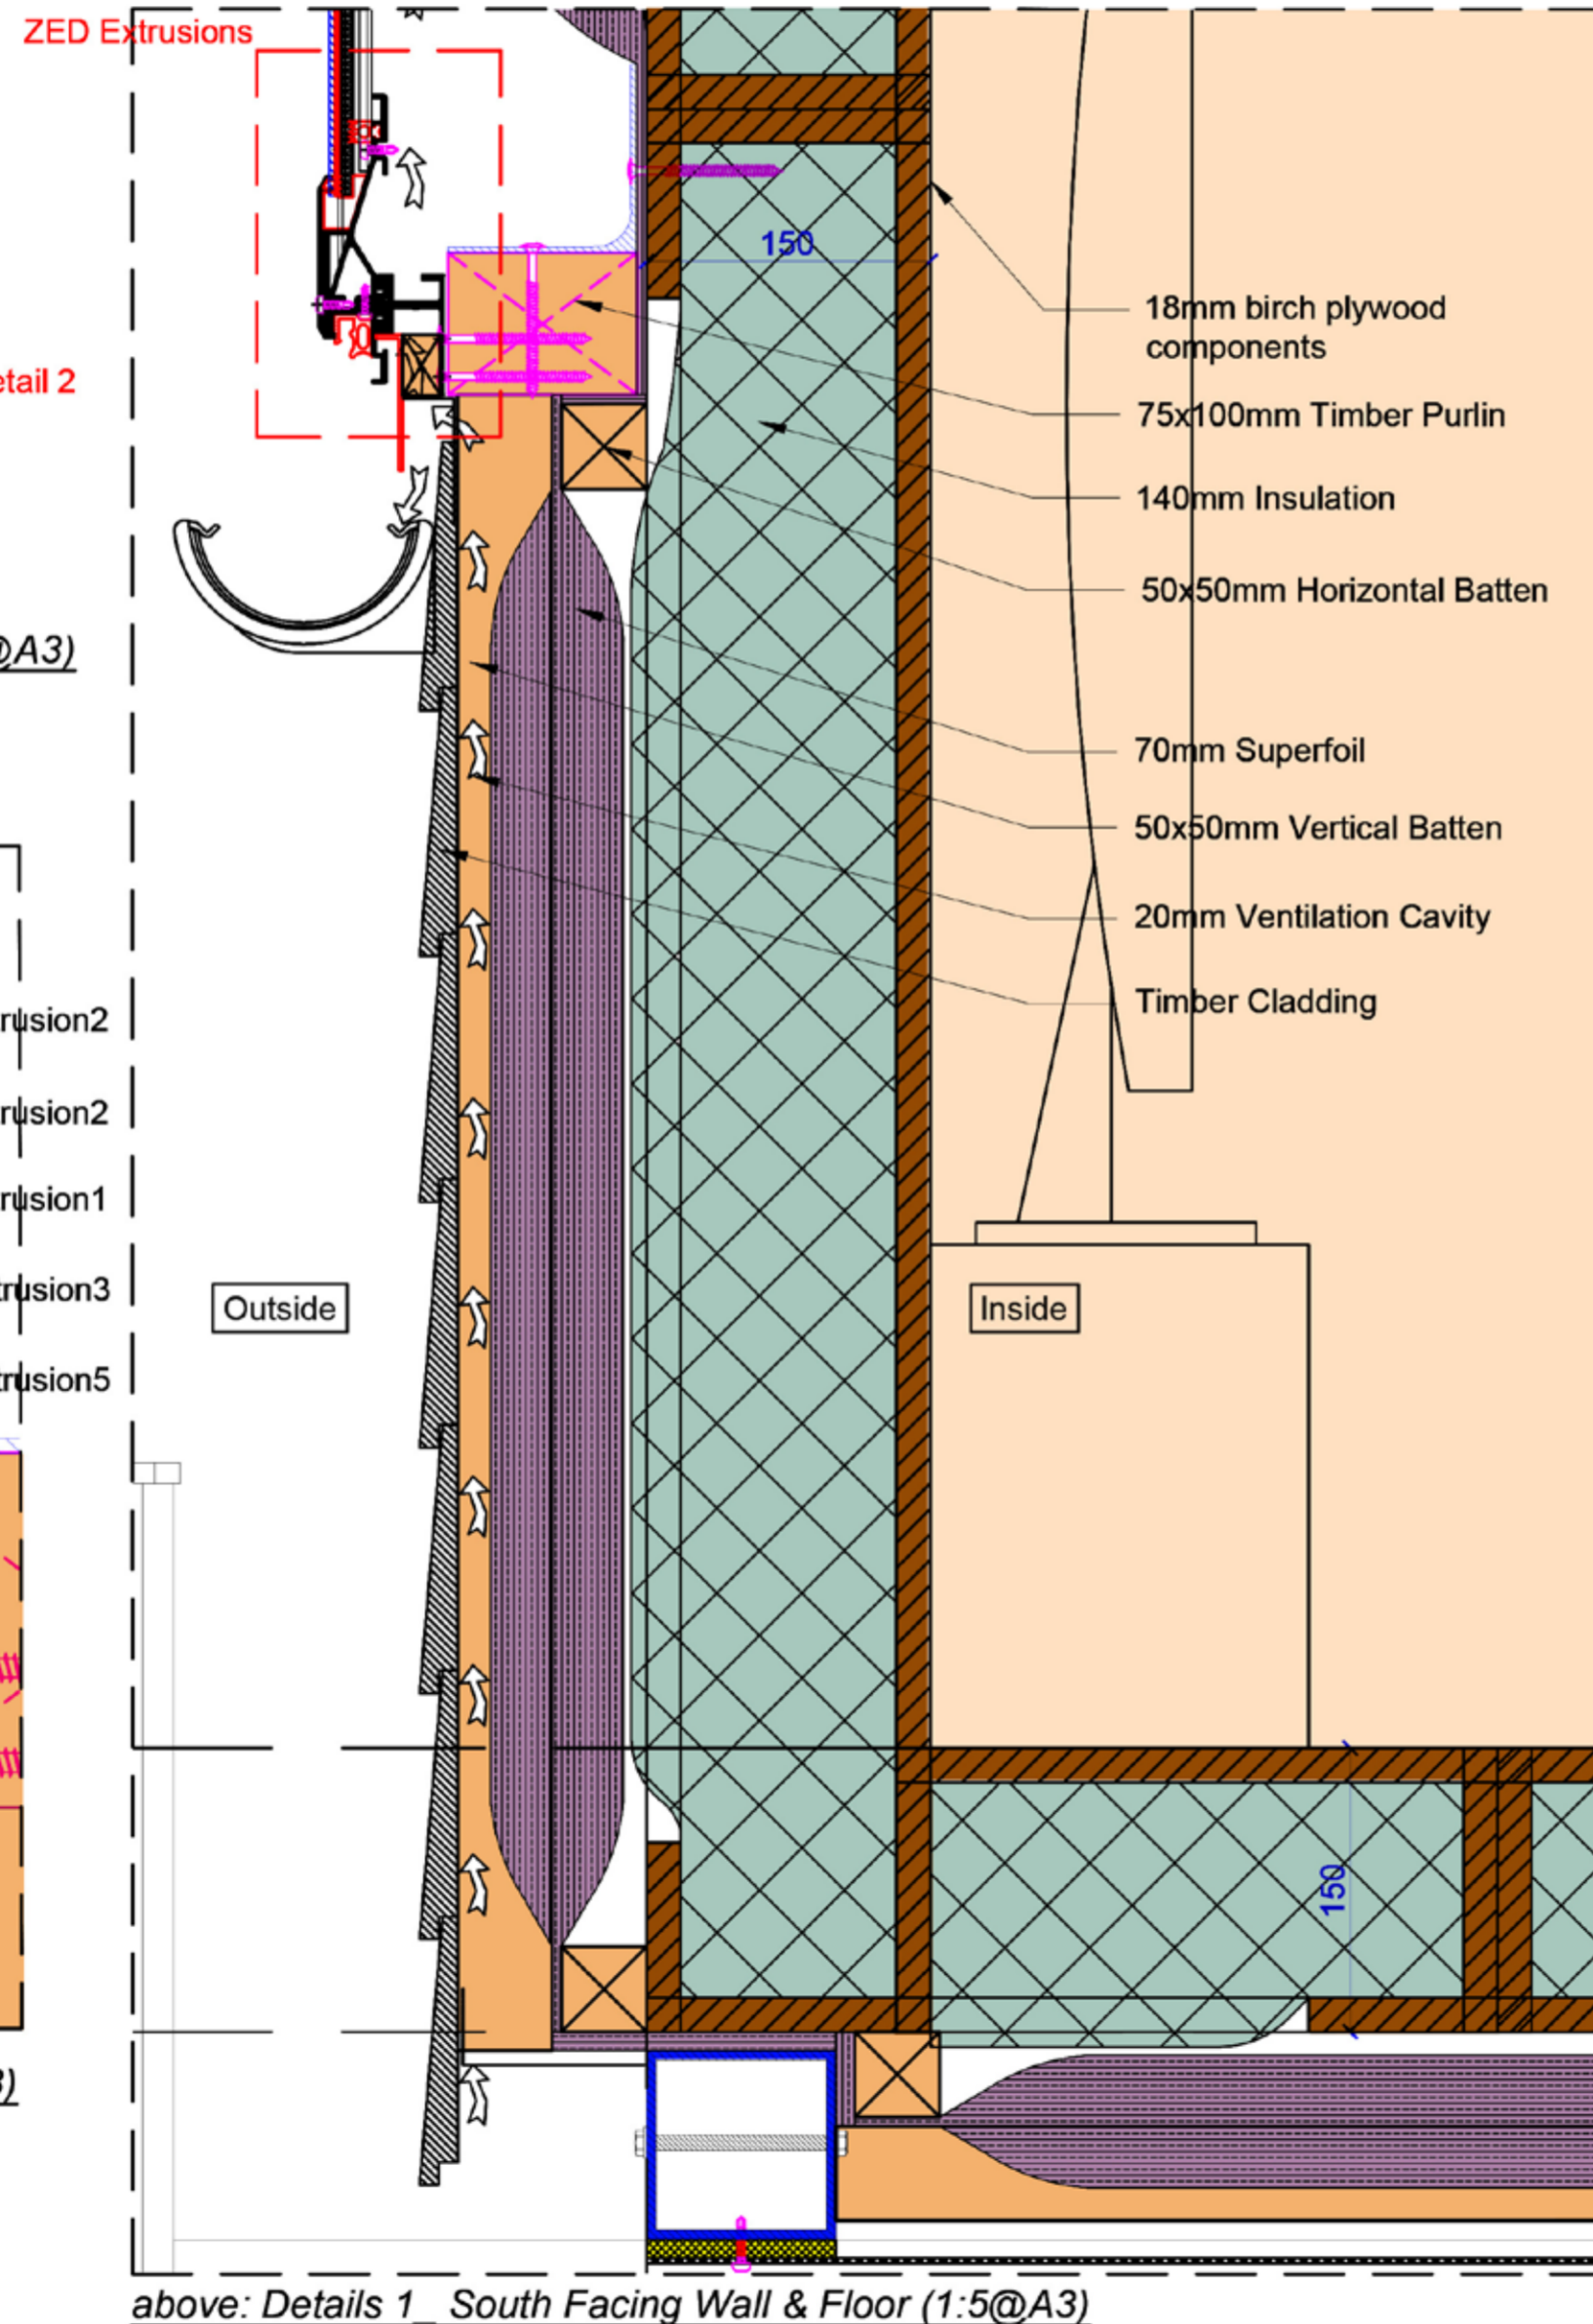 ZED Extrusions
150
18mm birch plywood
components
75x100mm Timber Purlin
etail 2
140mm Insulation
50x50mm Horizontal Batten
@A3)
70mm Superfoil
50x50mm Vertical Batten
20mm Ventilation Cavity
Timber Cladding
rusion2
rusion2
rusion1
trusion3
trusion5
Outside
Inside
150
)
above: Details 1_ South Facing Wall & Floor (1:5@A3)